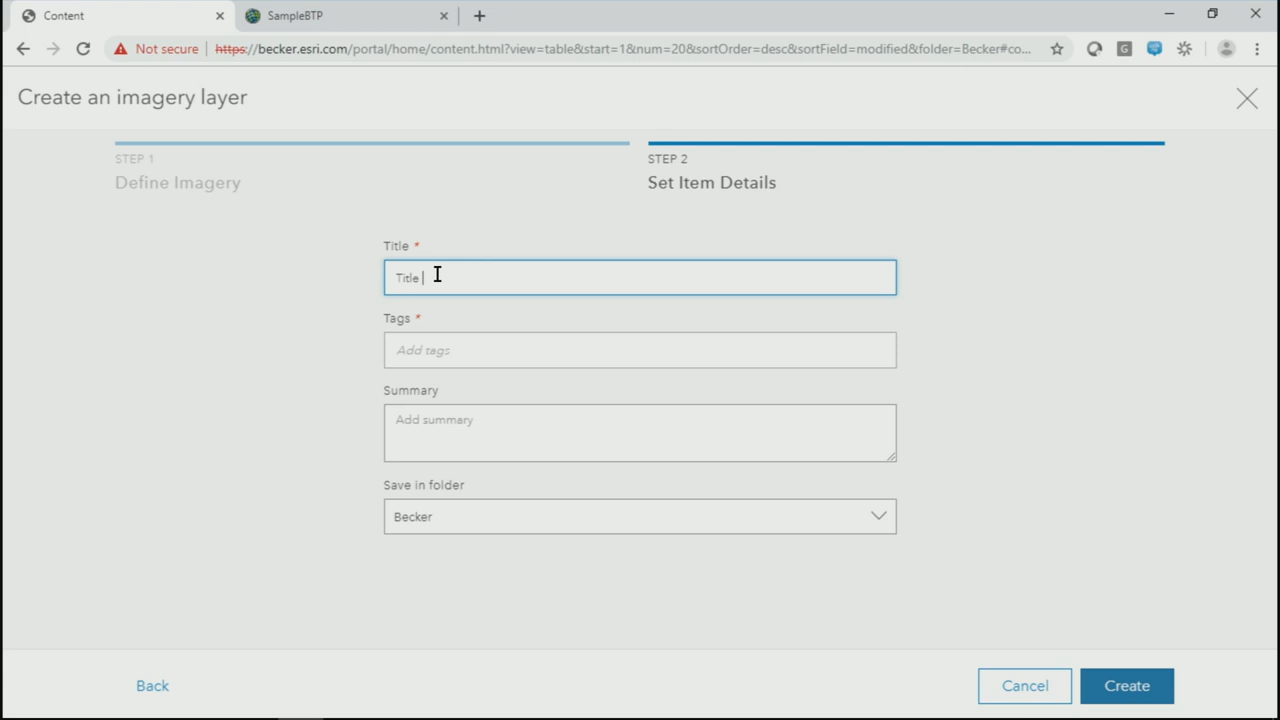 Content
SampleBTP
Not secure
https://becker.esri.com/portal/home/content.html?view=table&start=1&num=20&sortOrder=desc&sortField=modified&folder=Becker#co...
G
Create an imagery layer
STEP 1
Define Imagery
STEP 2
Set Item Details
Title *
Title
Tags *
Add tags
Summary
Add summary
Save in folder
Becker
Back
Cancel
Create